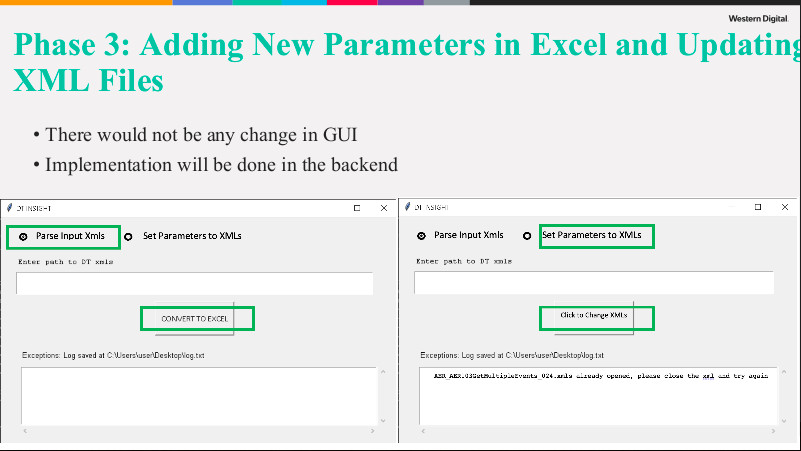 Western Digital.
Phase 3: Adding New Parameters in Excel and Updating
XML Files
• There would not be any change in GUI
• Implementation will be done in the backend
DT INSIGHT
Parse Input Xmls
Set Parameters to XMLs
Enter path to DT xmls
CONVERT TO EXCEL
Exceptions: Log saved at C:\Users\user\Desktop\log.txt
DT INSIGHT
Parse Input Xmls
Set Parameters to XMLs
Enter path to DT xmls
Click to Change XMLs
Exceptions: Log saved at C:\Users\user\Desktop\log.txt
AER_AER.03GetMultipleEvents_024.xmls already opened, please close the xml and try again